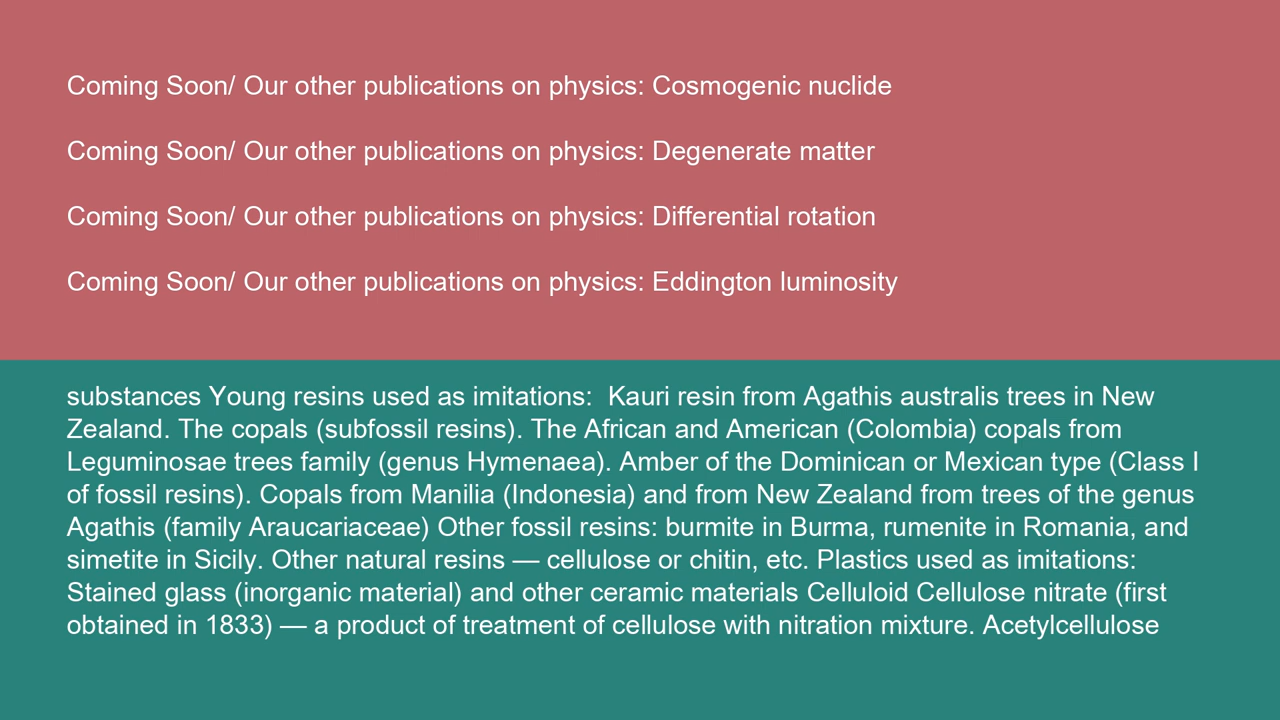 Coming Soon/ Our other publications on physics: Cosmogenic nuclide
Coming Soon/ Our other publications on physics: Degenerate matter
Coming Soon/ Our other publications on physics: Differential rotation
Coming Soon/ Our other publications on physics: Eddington luminosity
substances Young resins used as imitations:  Kauri resin from Agathis australis trees in New
Zealand. The copals (subfossil resins). The African and American (Colombia) copals from
Leguminosae trees family (genus Hymenaea). Amber of the Dominican or Mexican type (Class I
of fossil resins). Copals from Manilia (Indonesia) and from New Zealand from trees of the genus
Agathis (family Araucariaceae) Other fossil resins: burmite in Burma, rumenite in Romania, and
simetite in Sicily. Other natural resins — cellulose or chitin, etc. Plastics used as imitations:
Stained glass (inorganic material) and other ceramic materials Celluloid Cellulose nitrate (first
obtained in 1833) — a product of treatment of cellulose with nitration mixture. Acetylcellulose